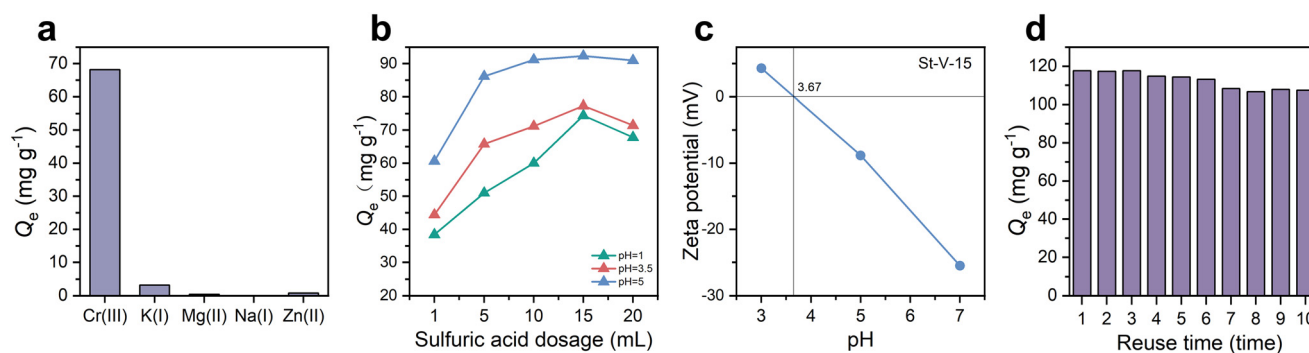 a
Qe (mg g-1)
80
70
60
50
40
30
20
10
0
Cr(III) K(I) Mg(II) Na(I) Zn(II)
b
Qe (mg g-1)
100
90
80
70
60
50
40
30
20
pH=1
pH=3.5
pH=5
1 5 10 15 20
Sulfuric acid dosage (mL)
c
St-V-15
3.67
Zeta potential (mV)
0
-10
-20
-30
3 4 5 6 7
pH
d
Qe (mg g-1)
120
100
80
60
40
20
0
1 2 3 4 5 6 7 8 9 10
Reuse time (time)